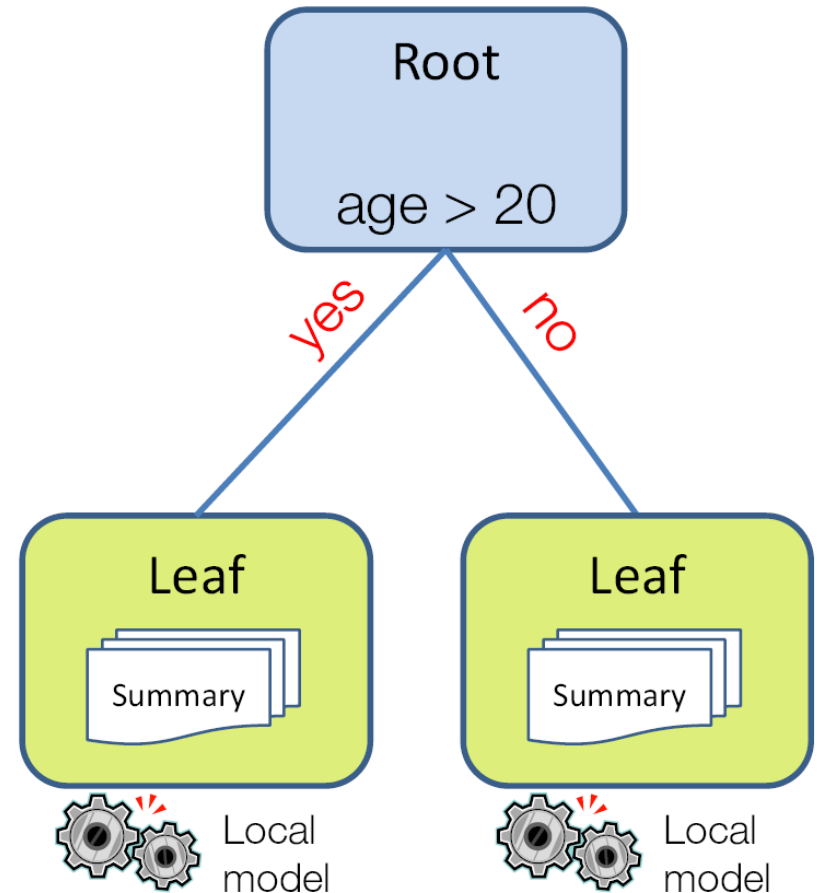 Root
age > 20
yes
no
Leaf
Leaf
Summary
Summary
Local
model
Local
model